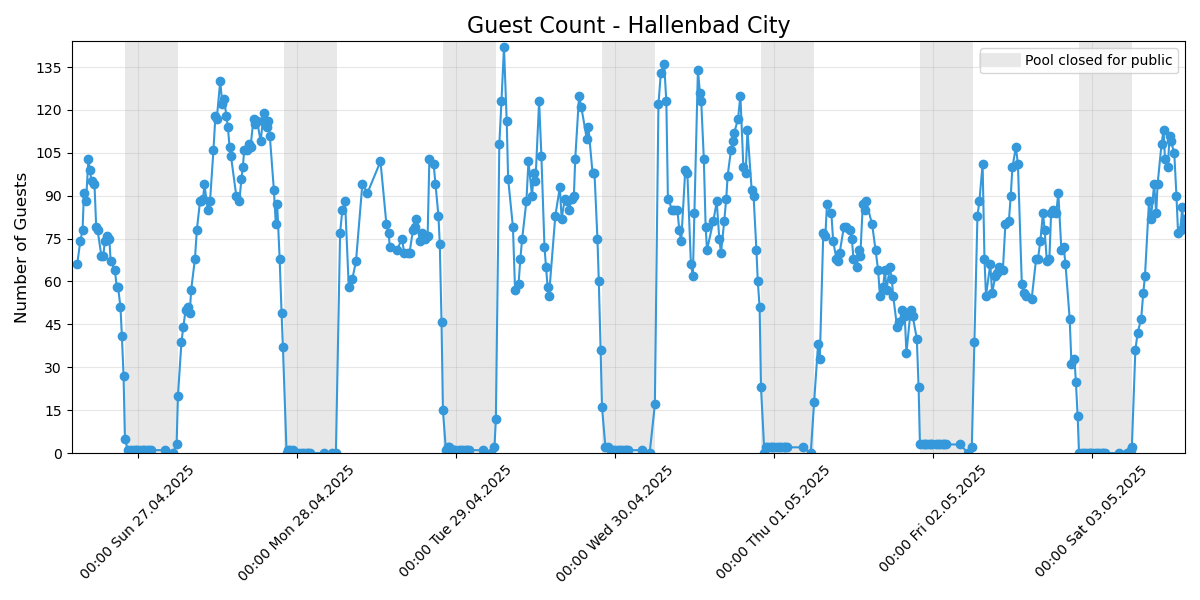 Guest Count - Hallenbad City
Pool closed for public
Number of Guests
135
120
105
90
75
60
45
30
15
0
00:00 Sun 27.04.2025
00:00 Mon 28.04.2025
00:00 Tue 29.04.2025
00:00 Wed 30.04.2025
00:00 Thu 01.05.2025
00:00 Fri 02.05.2025
00:00 Sat 03.05.2025